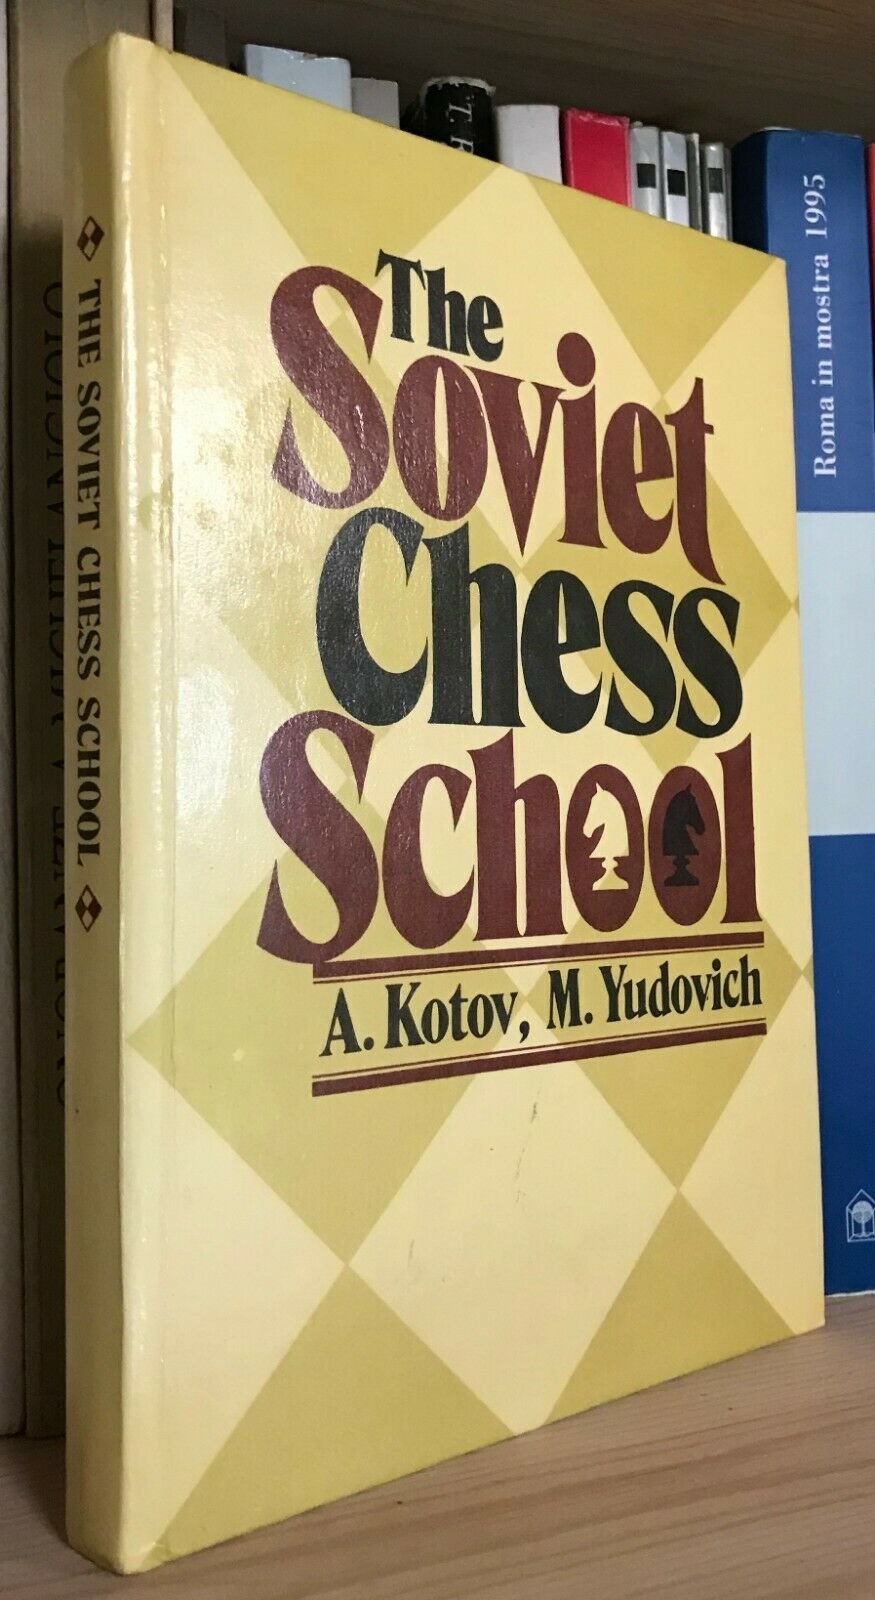 The
Soviet
Chess
School
A. Kotov, M. Yudovich
THE SOVIET CHESS SCHOOL
Roma in mostra 1995
T. R